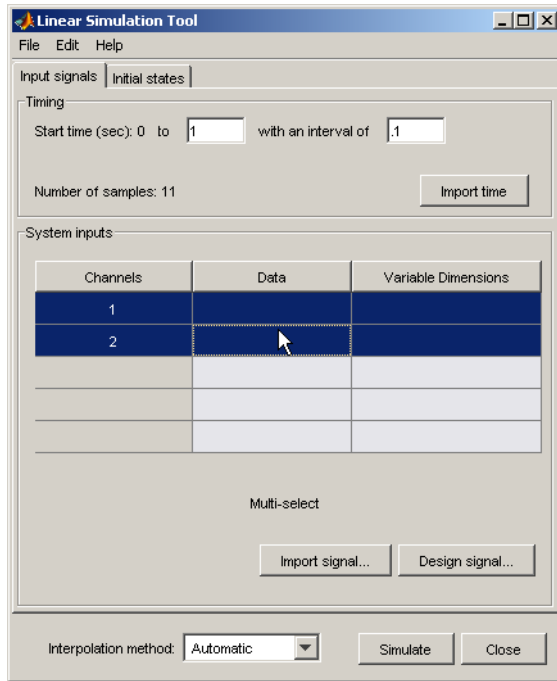 Linear Simulation Tool
File Edit Help
Input signals Initial states
Timing
Start time (sec): 0 to 1 with an interval of .1
Number of samples: 11 Import time
System inputs
Channels Data Variable Dimensions
1
2
Multi-select
Import signal... Design signal...
Interpolation method: Automatic Simulate Close